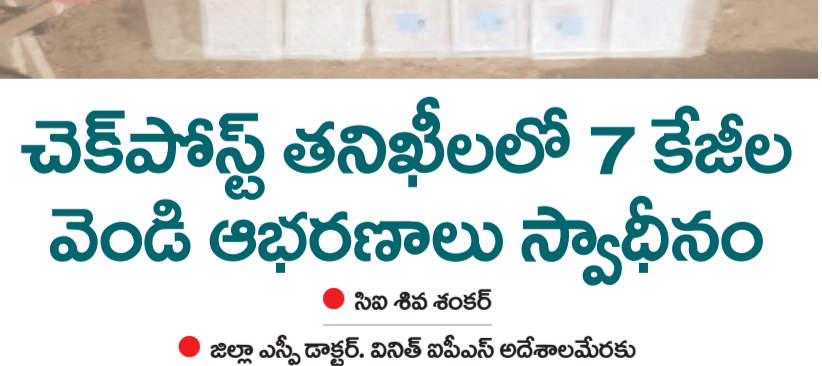 చెక్‌పోస్ట్ తనిఖీలలో 7 కేజీల
వెండి ఆభరణాలు స్వాధీనం
సిఐ శివ శంకర్
జిల్లా ఎస్పీ డాక్టర్. వినిత్ ఐపీఎస్ అదేశాలమేరకు